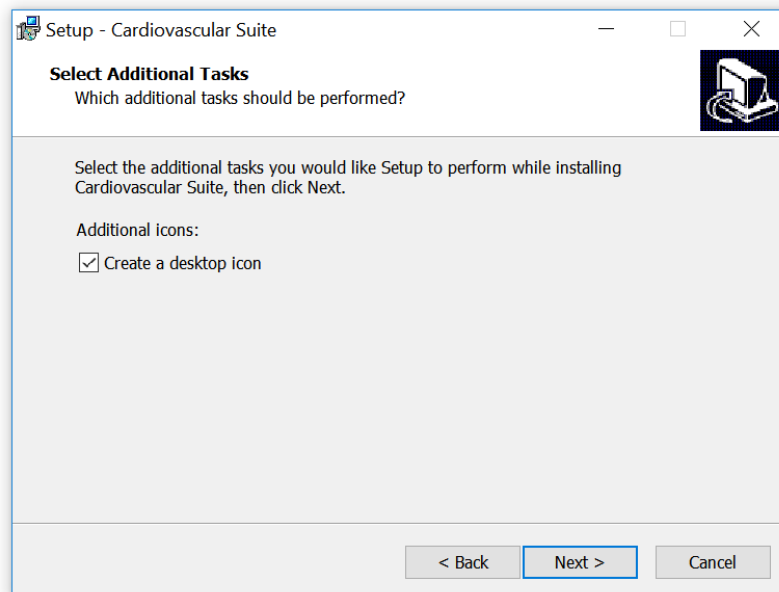 Setup - Cardiovascular Suite
Select Additional Tasks
Which additional tasks should be performed?
Select the additional tasks you would like Setup to perform while installing
Cardiovascular Suite, then click Next.
Additional icons:
Create a desktop icon
< Back Next > Cancel